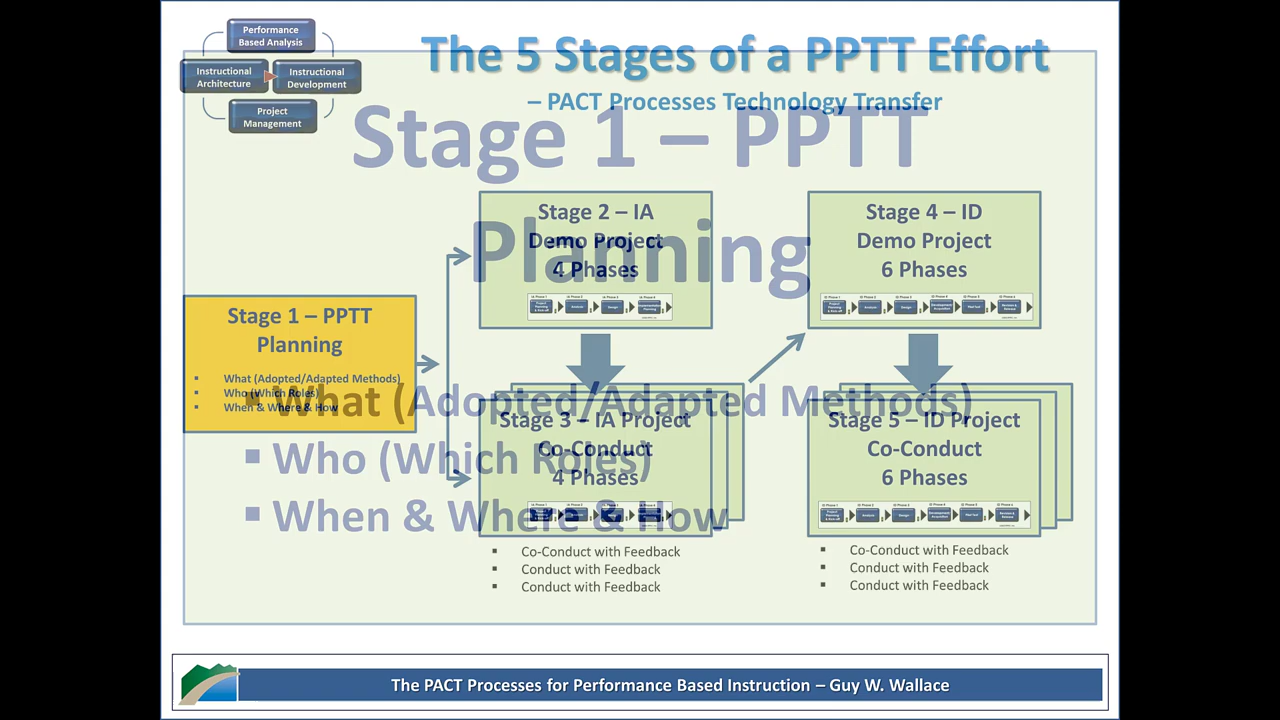 Performance
Based Analysis
Instructional
Architecture
Instructional
Development
Project
Management
The 5 Stages of a PPTT Effort
– PACT Processes Technology Transfer
Stage 1 – PPTT
Planning
▪ What (Adopted/Adapted Methods)
▪ Who (Which Roles)
▪ When & Where & How
Stage 1 – PPTT
Planning
▪ What (Adopted/Adapted Methods)
▪ Who (Which Roles)
▪ When & Where & How
Stage 2 – IA
Demo Project
4 Phases
Stage 3 – IA Project
Co-Conduct
4 Phases
▪ Co-Conduct with Feedback
▪ Conduct with Feedback
▪ Conduct with Feedback
Stage 4 – ID
Demo Project
6 Phases
Stage 5 – ID Project
Co-Conduct
6 Phases
▪ Co-Conduct with Feedback
▪ Conduct with Feedback
▪ Conduct with Feedback
The PACT Processes for Performance Based Instruction – Guy W. Wallace